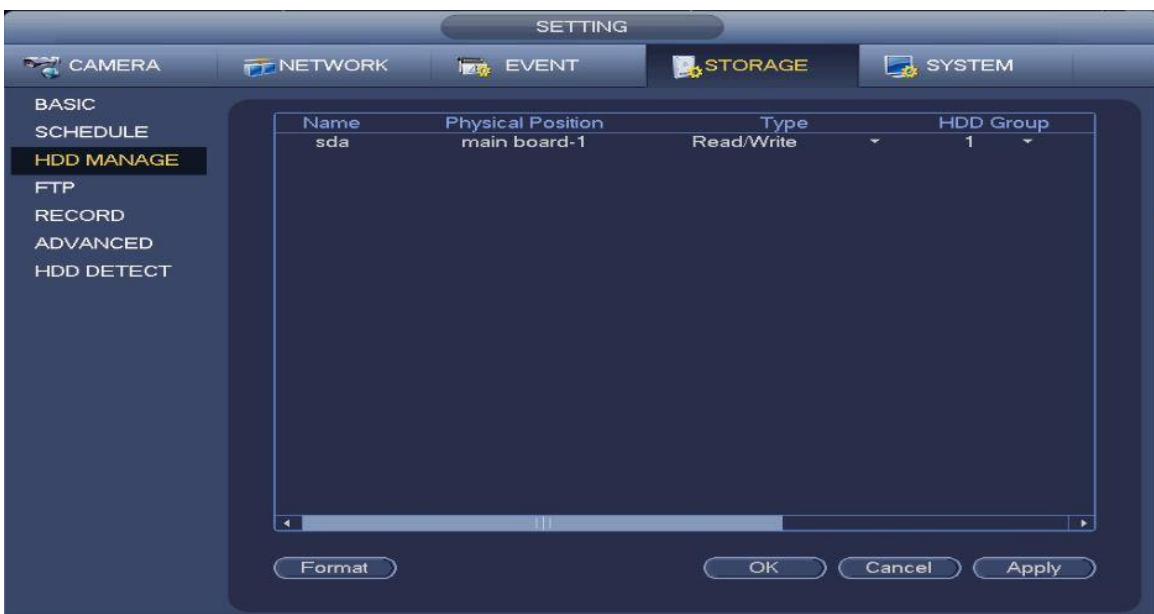 SETTING
CAMERA NETWORK EVENT STORAGE SYSTEM
BASIC
SCHEDULE
HDD MANAGE
FTP
RECORD
ADVANCED
HDD DETECT
Name Physical Position Type HDD Group
sda main board-1 Read/Write 1
Format OK Cancel Apply